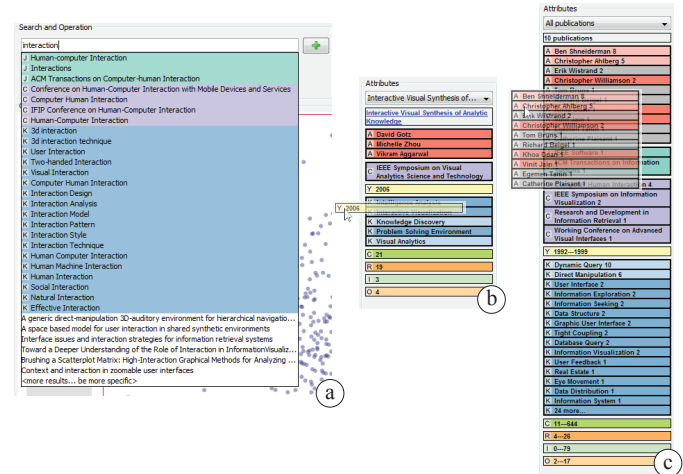 Search and Operation
interaction
J Human-computer Interaction
J Interactions
J ACM Transactions on Computer-human Interaction
C Conference on Human-Computer Interaction with Mobile Devices and Services
C Computer Human Interaction
C IFIP Conference on Human-Computer Interaction
C Human-Computer Interaction
K 3d interaction
K 3d interaction technique
K User Interaction
K Two-handed Interaction
K Visual Interaction
K Computer Human Interaction
K Interaction Design
K Interaction Analysis
K Interaction Model
K Interaction Pattern
K Interaction Style
K Interaction Technique
K Human Computer Interaction
K Human Machine Interaction
K Human Interaction
K Social Interaction
K Natural Interaction
K Effective Interaction
A generic direct-manipulation 3D-auditory environment for hierarchical navigatio...
A space based model for user interaction in shared synthetic environments
Interface issues and interaction strategies for information retrieval systems
Toward a Deeper Understanding of the Role of Interaction in InformationVisualiz...
Brushing a Scatterplot Matrix: High-Interaction Graphical Methods for Analyzing ...
Context and interaction in zoomable user interfaces
<more results... be more specific>
a
Attributes
Interactive Visual Synthesis of...
Interactive Visual Synthesis of Analytic
Knowledge
A David Gotz
A Michelle Zhou
A Vikram Aggarwal
C IEEE Symposium on Visual
Analytics Science and Technology
Y 2006
Y 2006
K Knowledge Discovery
K Problem Solving Environment
K Visual Analytics
C 21
R 19
I 3
O 4
b
Attributes
All publications
10 publications
A Ben Shneiderman 8
A Christopher Ahlberg 5
A Erik Wistrand 2
A Christopher Williamson 2
A Tom Bruns 1
A Ben Shneiderman 8
A Christopher Ahlberg 5
A Erik Wistrand 2
A Christopher Williamson 2
A Tom Bruns 1
A Richard Beigel 1
A Khoa Doan 1
A Vinit Jain 1
A Egemen Tanin 1
A Catherine Plaisant 1
IEEE Software 1
ACM Transactions on Information
Human Interaction 4
C IEEE Symposium on Information
Visualization 2
C Research and Development in
Information Retrieval 1
C Working Conference on Advanced
Visual Interfaces 1
Y 1992---1999
K Dynamic Query 10
K Direct Manipulation 6
K User Interface 2
K Information Exploration 2
K Information Seeking 2
K Data Structure 2
K Graphic User Interface 2
K Tight Coupling 2
K Database Query 2
K Information Visualization 2
K User Feedback 1
K Real Estate 1
K Eye Movement 1
K Data Distribution 1
K Information System 1
K 24 more...
C 11---644
R 4---26
I 0---79
O 2---17
c